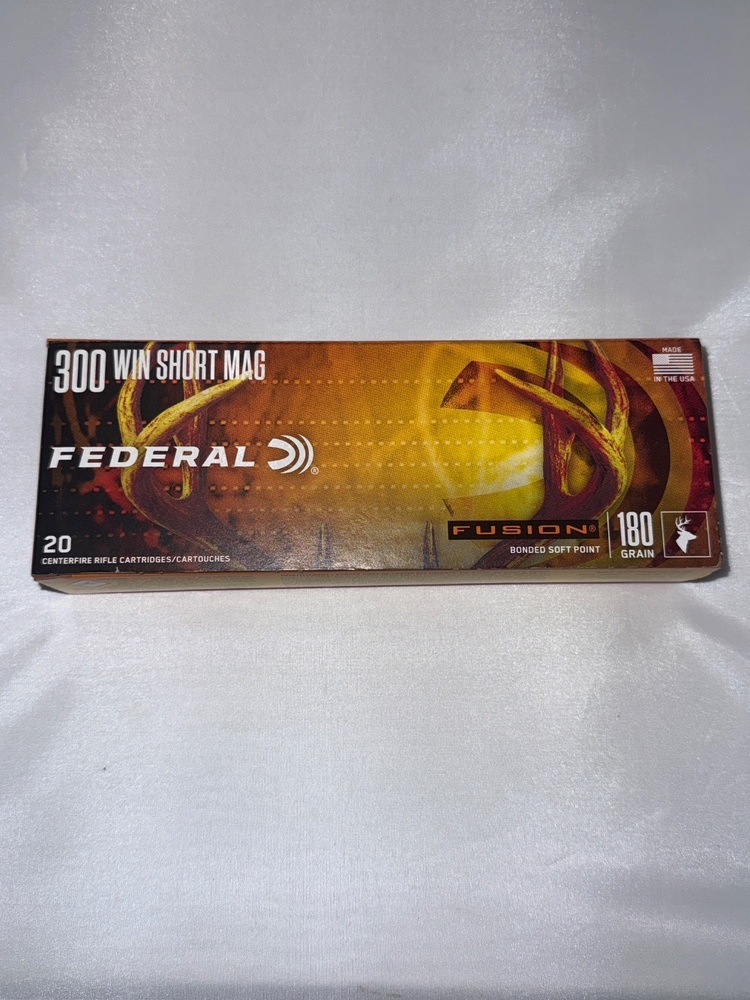 300 WIN SHORT MAG
MADE
IN THE USA
FEDERAL®
FUSION®
BONDED SOFT POINT
180
GRAIN
20
CENTERFIRE RIFLE CARTRIDGES/CARTOUCHES